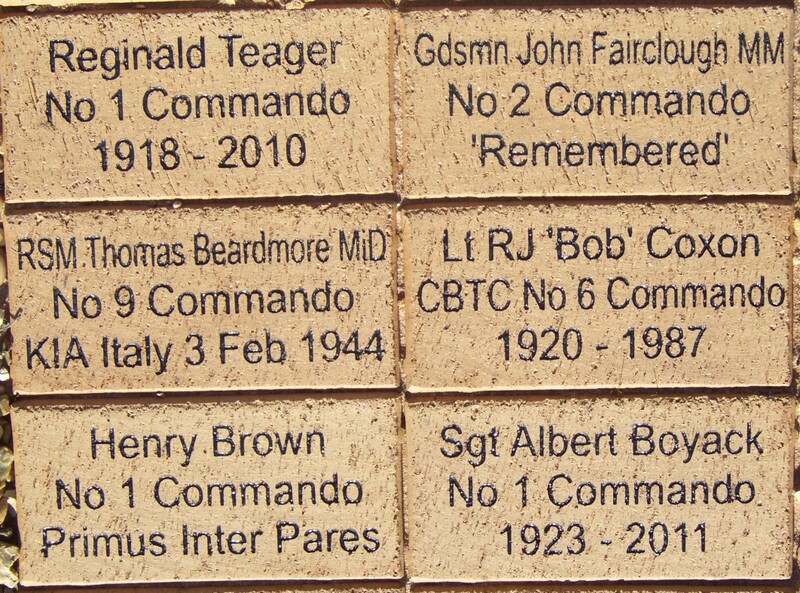 Reginald Teager
No 1 Commando
1918 - 2010
Gdsmn John Fairclough MM
No 2 Commando
'Remembered'
RSM Thomas Beardmore MiD
No 9 Commando
KIA Italy 3 Feb 1944
Lt RJ 'Bob' Coxon
CBTC No 6 Commando
1920 - 1987
Henry Brown
No 1 Commando
Primus Inter Pares
Sgt Albert Boyack
No 1 Commando
1923 - 2011